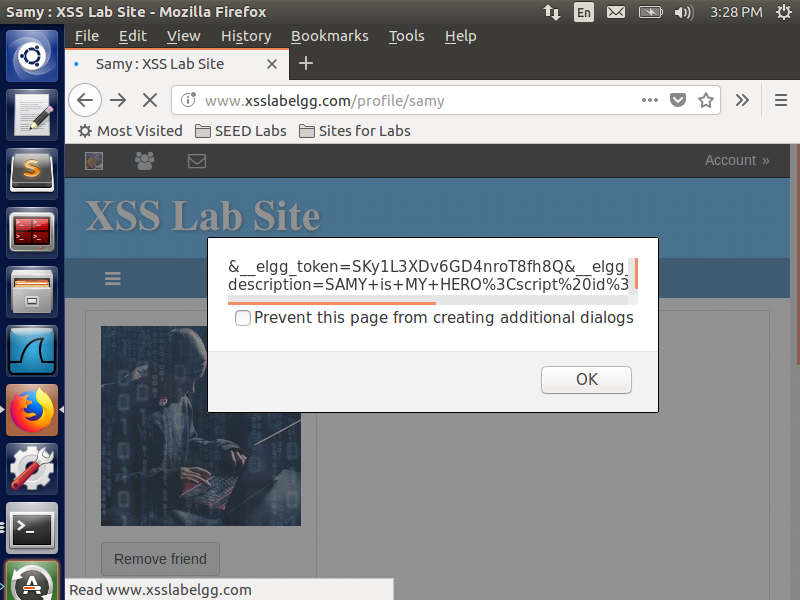 Samy : XSS Lab Site - Mozilla Firefox
En
3:28 PM
File Edit View History Bookmarks Tools Help
Samy : XSS Lab Site
www.xsslabelgg.com/profile/samy
Most Visited SEED Labs Sites for Labs
Account »
XSS Lab Site
&__elgg_token=SKy1L3XDv6GD4nroT8fh8Q&__elgg_
description=SAMY+is+MY+HERO%3Cscript%20id%3
Prevent this page from creating additional dialogs
OK
Remove friend
Read www.xsslabelgg.com